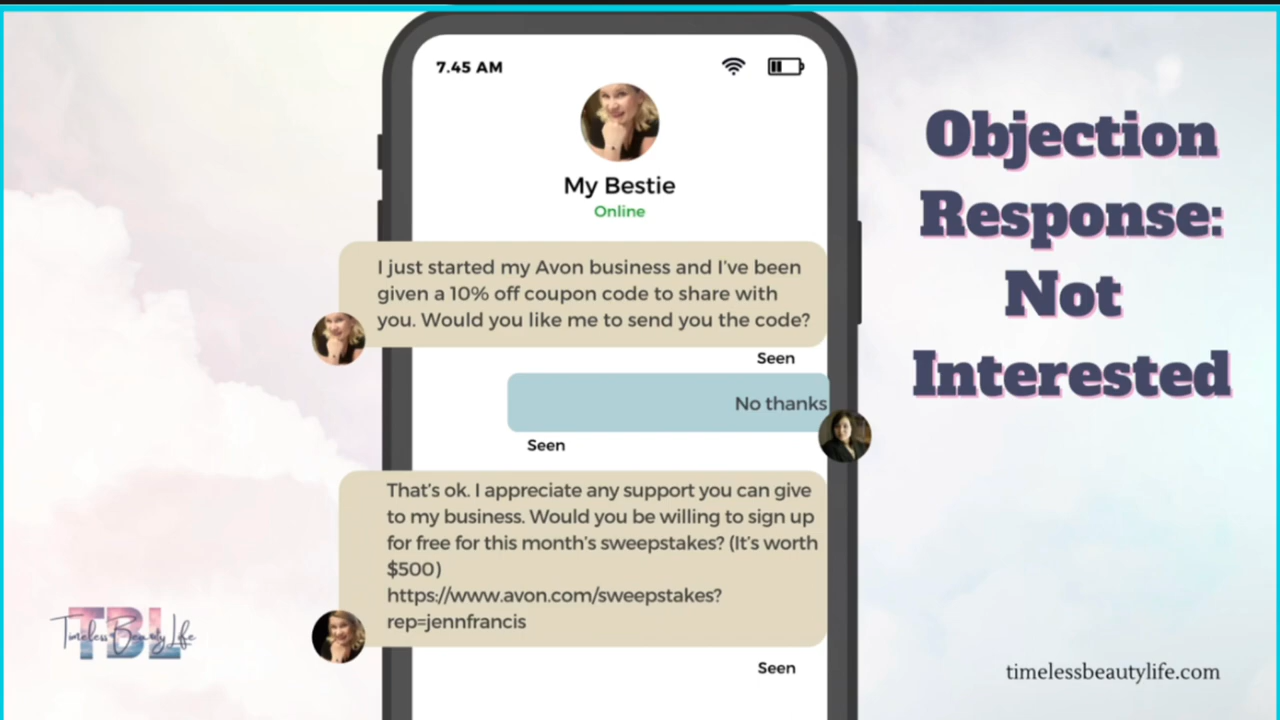 7.45 AM
My Bestie
Online
I just started my Avon business and I've been
given a 10% off coupon code to share with
you. Would you like me to send you the code?
Seen
No thanks
Seen
That's ok. I appreciate any support you can give
to my business. Would you be willing to sign up
for free for this month's sweepstakes? (It's worth
$500)
https://www.avon.com/sweepstakes?
rep=jennfrancis
Seen
Objection
Response:
Not
Interested
TBL
Timeless Beauty Life
timelessbeautylife.com